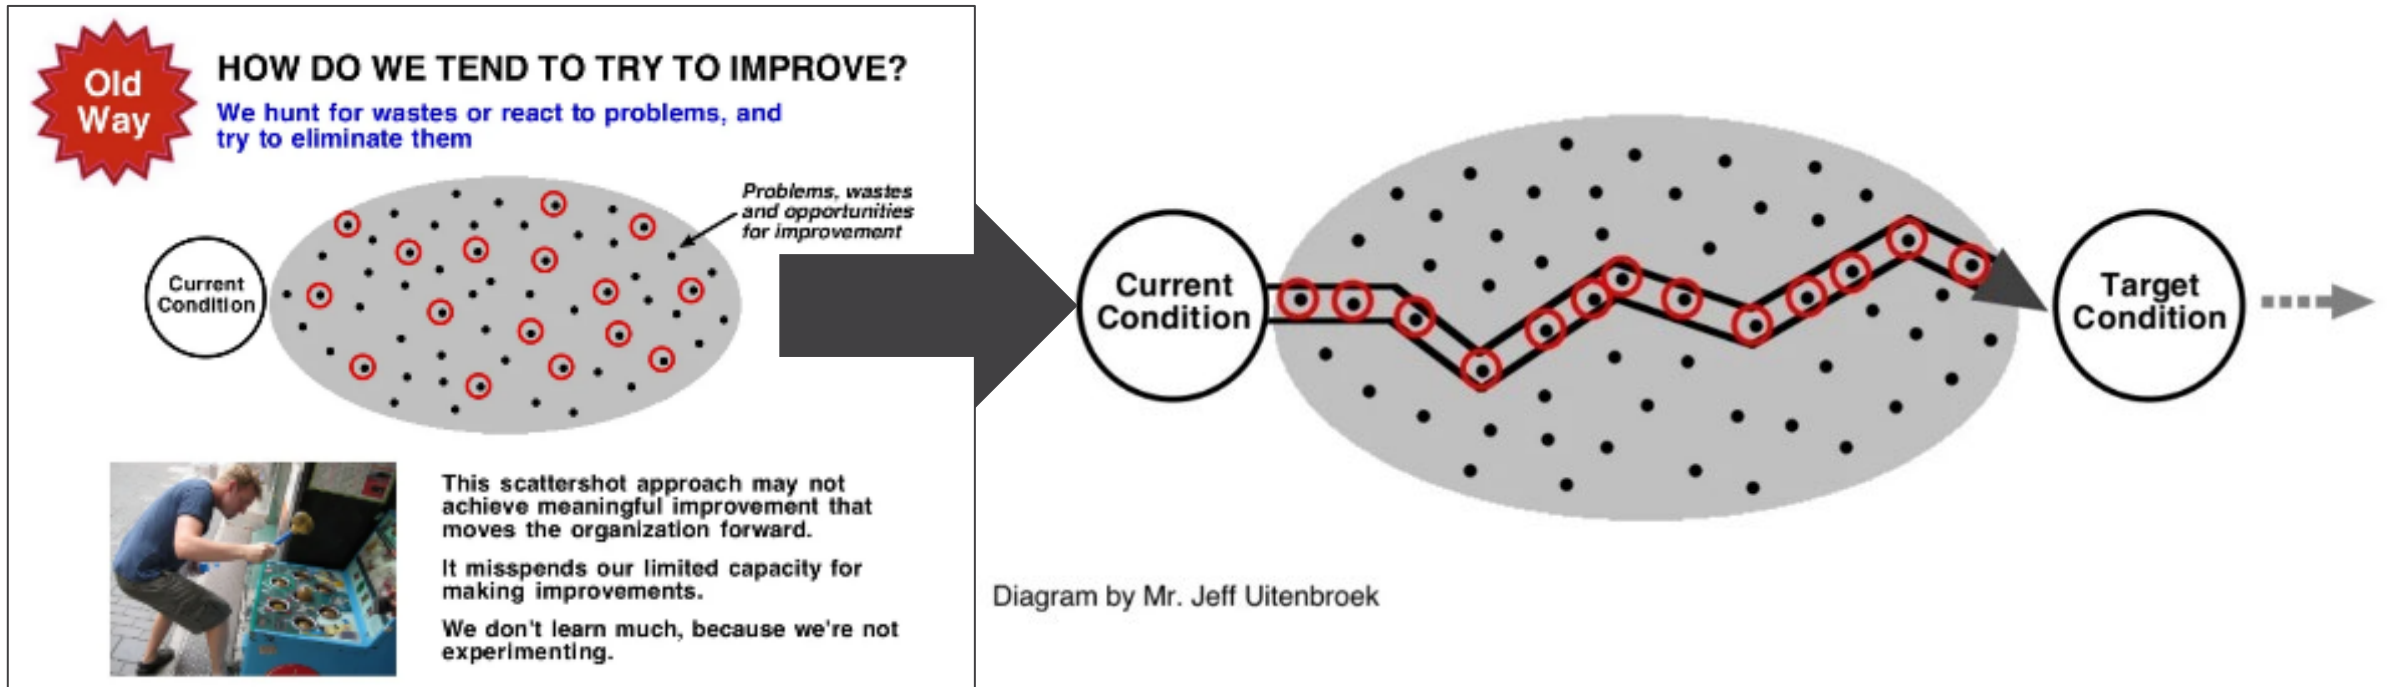 Old
Way
HOW DO WE TEND TO TRY TO IMPROVE?
We hunt for wastes or react to problems, and
try to eliminate them
Problems, wastes
and opportunities
for improvement
Current
Condition
This scattershot approach may not
achieve meaningful improvement that
moves the organization forward.
It misspends our limited capacity for
making improvements.
We don't learn much, because we're not
experimenting.
Current
Condition
Target
Condition
Diagram by Mr. Jeff Uitenbroek